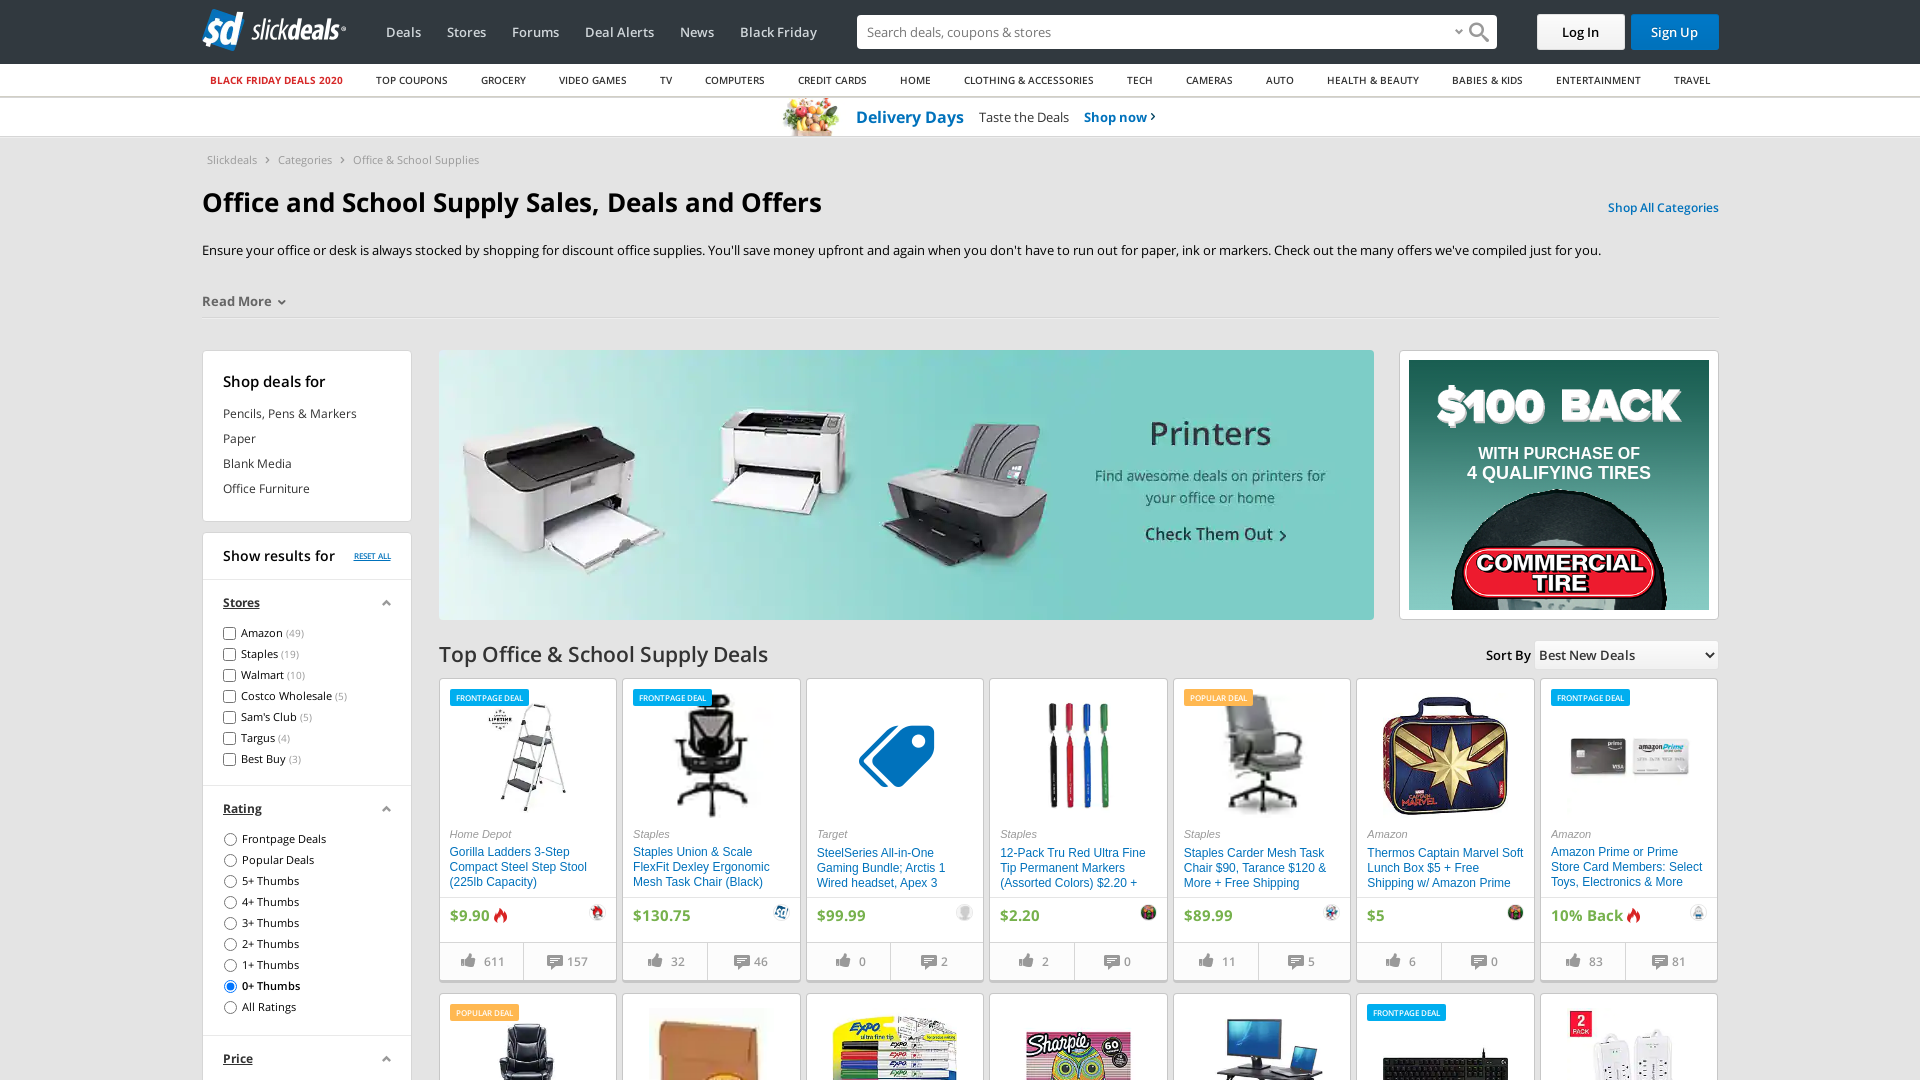 slickdeals
Deals
Stores
Forums
Deal Alerts
News
Black Friday
Search deals, coupons & stores
Log In
Sign Up
BLACK FRIDAY DEALS 2020
TOP COUPONS
GROCERY
VIDEO GAMES
TV
COMPUTERS
CREDIT CARDS
HOME
CLOTHING & ACCESSORIES
TECH
CAMERAS
AUTO
HEALTH & BEAUTY
BABIES & KIDS
ENTERTAINMENT
TRAVEL
Delivery Days Taste the Deals Shop now
Slickdeals
Categories
Office & School Supplies
Office and School Supply Sales, Deals and Offers
Shop All Categories
Ensure your office or desk is always stocked by shopping for discount office supplies. You'll save money upfront and again when you don't have to run out for paper, ink or markers. Check out the many offers we've compiled just for you.
Read More
Shop deals for
Pencils, Pens & Markers
Paper
Blank Media
Office Furniture
Show results for
RESET ALL
Stores
Amazon (49)
Staples (19)
Walmart (10)
Costco Wholesale (5)
Sam's Club (5)
Targus (4)
Best Buy (3)
Rating
Frontpage Deals
Popular Deals
5+ Thumbs
4+ Thumbs
3+ Thumbs
2+ Thumbs
1+ Thumbs
0+ Thumbs
All Ratings
Price
Printers
Find awesome deals on printers for
your office or home
Check Them Out
$100 BACK
WITH PURCHASE OF
4 QUALIFYING TIRES
COMMERCIAL
TIRE
Top Office & School Supply Deals
Sort By
Best New Deals
FRONTPAGE DEAL
LIFETIME
Home Depot
Gorilla Ladders 3-Step
Compact Steel Step Stool
(225lb Capacity)
$9.90
611
157
FRONTPAGE DEAL
Staples
Staples Union & Scale
FlexFit Dexley Ergonomic
Mesh Task Chair (Black)
$130.75
32
46
Target
SteelSeries All-in-One
Gaming Bundle; Arctis 1
Wired headset, Apex 3
$99.99
0
2
Staples
12-Pack Tru Red Ultra Fine
Tip Permanent Markers
(Assorted Colors) $2.20 +
$2.20
2
0
POPULAR DEAL
Staples
Staples Carder Mesh Task
Chair $90, Tarance $120 &
More + Free Shipping
$89.99
11
5
CAPTAIN
MARVEL
Amazon
Thermos Captain Marvel Soft
Lunch Box $5 + Free
Shipping w/ Amazon Prime
$5
6
0
FRONTPAGE DEAL
prime
VISA
amazonPrime
Amazon
Amazon Prime or Prime
Store Card Members: Select
Toys, Electronics & More
10% Back
83
81
POPULAR DEAL
EXPO
ultra fine tip
Sharpie
60
FRONTPAGE DEAL
2
PACK